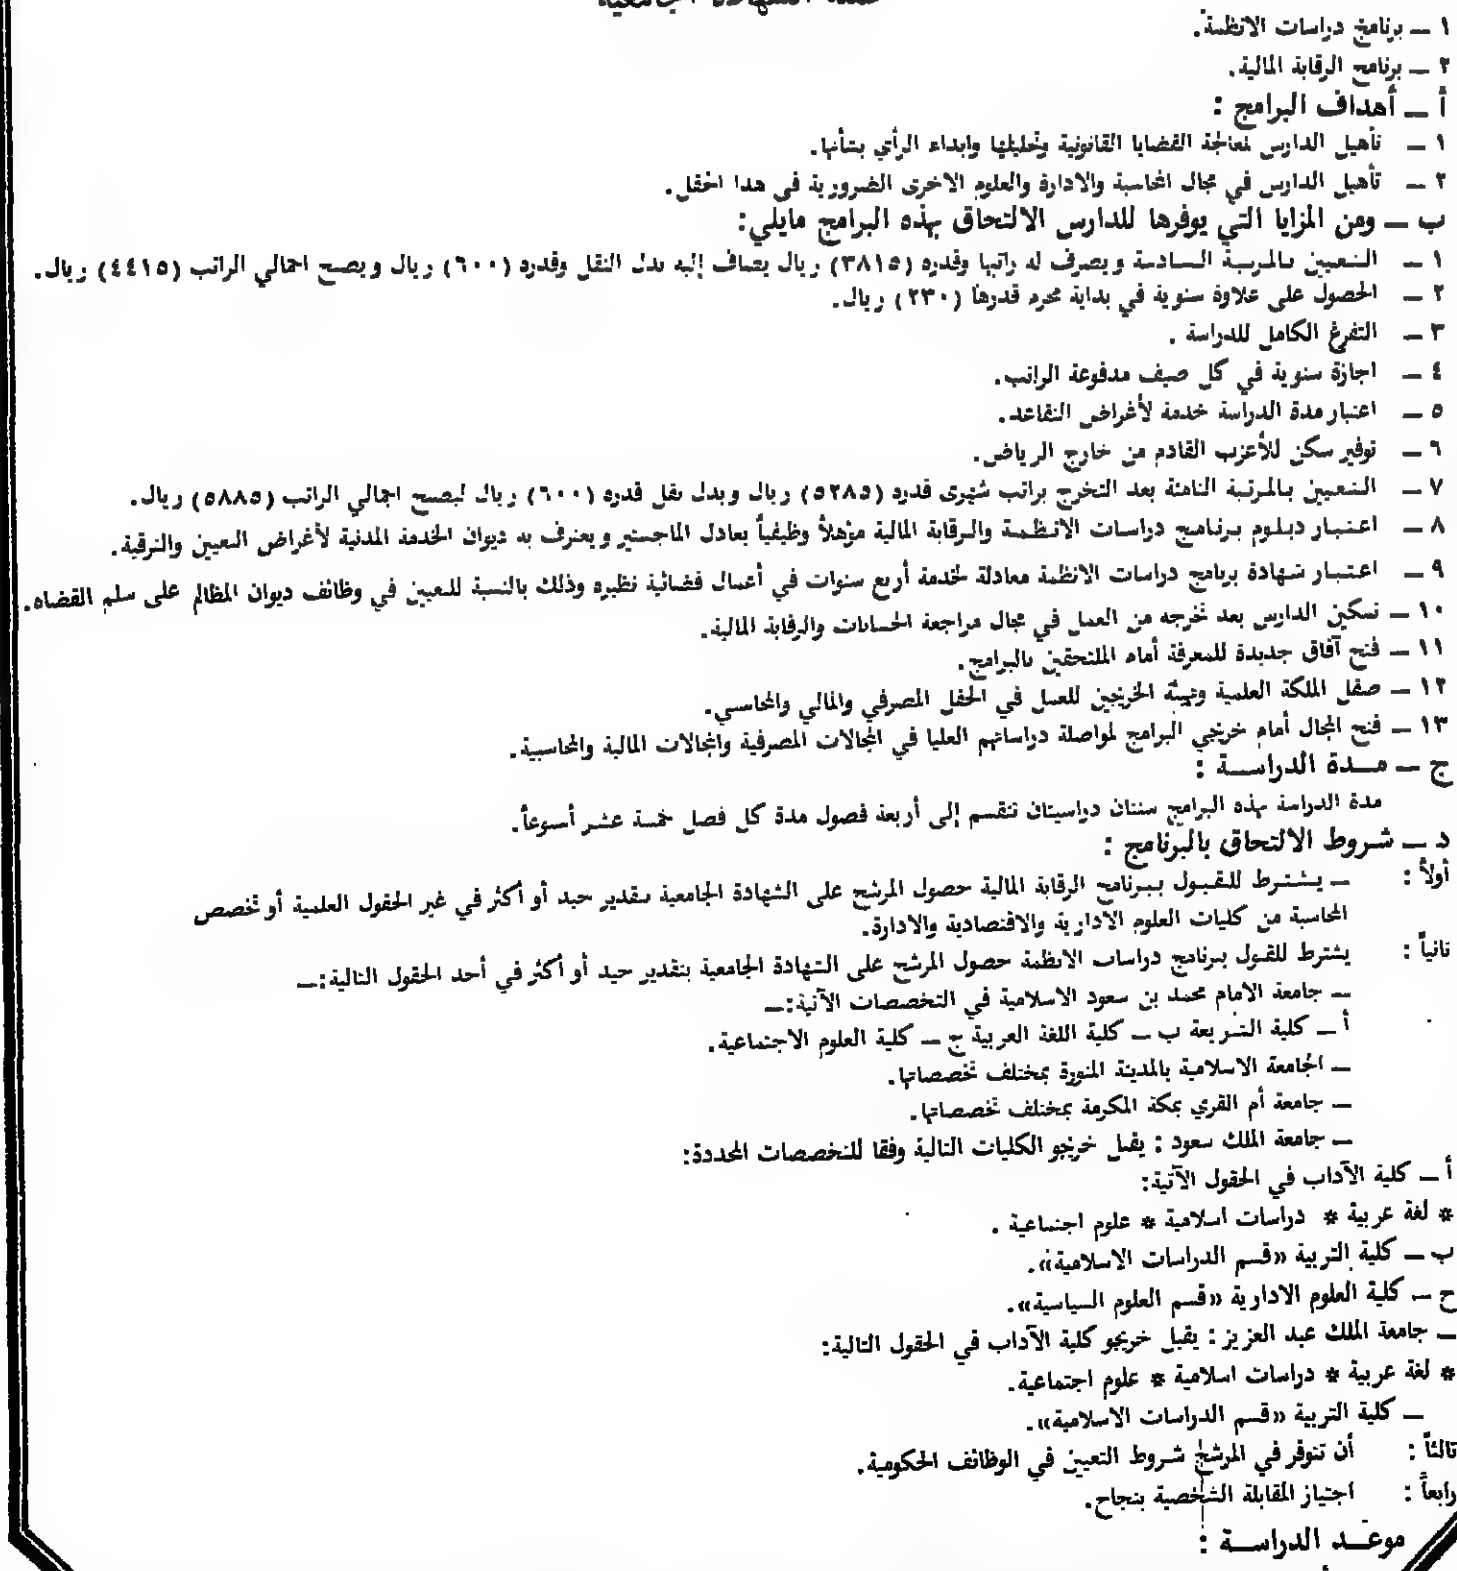 حملة الشهادة الجامعية
١ — برنامج دراسات الانظمة.
٢ — برنامج الرقابة المالية.
أ — أهداف البرامج :
١ — تأهيل الدارس لمعالجة القضايا القانونية وتحليلها وابداء الرأي بشأنها.
٢ — تأهيل الدارس في مجال المحاسبة والادارة والعلوم الاخرى الضرورية في هذا الحقل.
ب — ومن المزايا التي يوفرها للدارس الالتحاق بهذه البرامج مايلي:
١ — التعيين بالمرتبة السادسة ويصرف له راتبها وقدره (٣٨١٥) ريال يضاف إليه بدل النقل وقدره (٦٠٠) ريال ويصبح اجمالي الراتب (٤٤١٥) ريال.
٢ — الحصول على علاوة سنوية في بداية محرم قدرها (٢٣٠) ريال.
٣ — التفرغ الكامل للدراسة .
٤ — اجازة سنوية في كل صيف مدفوعة الراتب.
٥ — اعتبار مدة الدراسة خدمة لأغراض التقاعد.
٦ — توفير سكن للأعزب القادم من خارج الرياض.
٧ — التعيين بالمرتبة الثامنة بعد التخرج براتب شهرى قدره (٥٢٨٥) ريال وبدل نقل قدره (٦٠٠) ريال ليصبح اجمالي الراتب (٥٨٨٥) ريال.
٨ — اعتبار دبلوم برنامج دراسات الانظمة والرقابة المالية مؤهلاً وظيفياً يعادل الماجستير ويعترف به ديوان الخدمة المدنية لأغراض التعيين والترقية.
٩ — اعتبار شهادة برنامج دراسات الانظمة معادلة لخدمة أربع سنوات في أعمال قضائية نظيره وذلك بالنسبة للتعيين في وظائف ديوان المظالم على سلم القضاه.
١٠ — تمكين الدارس بعد تخرجه من العمل في مجال مراجعة الحسابات والرقابة المالية.
١١ — فتح آفاق جديدة للمعرفة أمام الملتحقين بالبرامج.
١٢ — صقل الملكة العلمية وتهيئة الخريجين للعمل في الحقل المصرفي والمالي والمحاسبي.
١٣ — فتح المجال أمام خريجي البرامج لمواصلة دراساتهم العليا في المجالات المصرفية والمجالات المالية والمحاسبية.
ج — مدة الدراسة :
مدة الدراسة بهذه البرامج سنتان دراسيتان تنقسم إلى أربعة فصول مدة كل فصل خمسة عشر أسبوعاً.
د — شروط الالتحاق بالبرنامج :
أولاً : — يشترط للقبول ببرنامج الرقابة المالية حصول المرشح على الشهادة الجامعية بتقدير جيد أو أكثر في غير الحقول العلمية أو تخصص
المحاسبة من كليات العلوم الادارية والاقتصادية والادارة.
ثانياً : يشترط للقبول ببرنامج دراسات الانظمة حصول المرشح على الشهادة الجامعية بتقدير جيد أو أكثر في أحد الحقول التالية:—
— جامعة الامام محمد بن سعود الاسلامية في التخصصات الآتية:—
أ — كلية الشريعة ب — كلية اللغة العربية ج — كلية العلوم الاجتماعية.
— الجامعة الاسلامية بالمدينة المنورة بمختلف تخصصاتها.
— جامعة أم القري بمكة المكرمة بمختلف تخصصاتها.
— جامعة الملك سعود : يقبل خريجو الكليات التالية وفقا للتخصصات المحددة:
أ — كلية الآداب في الحقول الآتية:
* لغة عربية * دراسات اسلامية * علوم اجتماعية .
ب — كلية التربية «قسم الدراسات الاسلامية».
ج — كلية العلوم الادارية «قسم العلوم السياسية».
— جامعة الملك عبد العزيز : يقبل خريجو كلية الآداب في الحقول التالية:
* لغة عربية * دراسات اسلامية * علوم اجتماعية.
— كلية التربية «قسم الدراسات الاسلامية».
ثالثاً : أن تتوفر في المرشح شروط التعيين في الوظائف الحكومية.
رابعاً : اجتياز المقابلة الشخصية بنجاح.
موعد الدراسة :